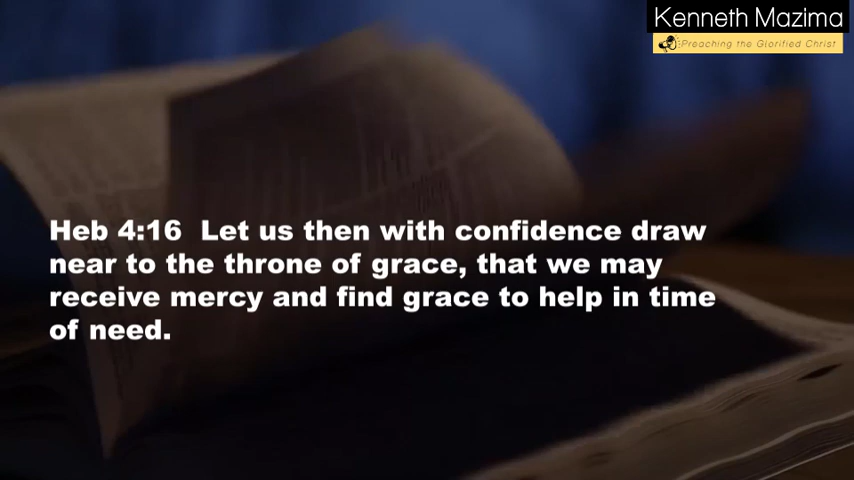 Kenneth Mazima
Preaching the Glorified Christ
Heb 4:16  Let us then with confidence draw
near to the throne of grace, that we may
receive mercy and find grace to help in time
of need.